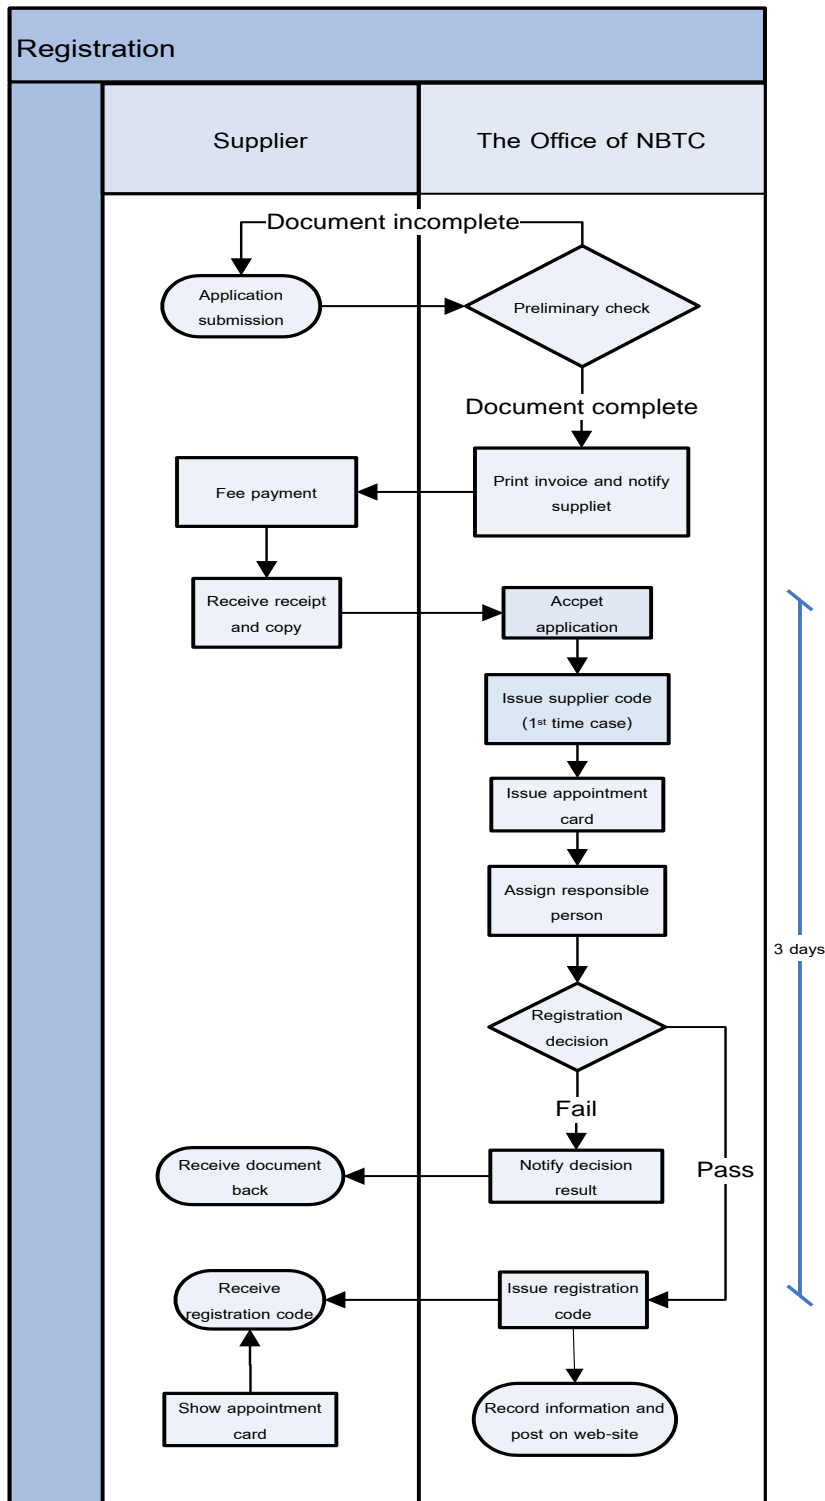 Registration
Supplier
The Office of NBTC
Document incomplete
Application
submission
Preliminary check
Document complete
Fee payment
Print invoice and notify
suppliet
Receive receipt
and copy
Accpet
application
Issue supplier code
(1st time case)
Issue appointment
card
Assign responsible
person
3 days
Registration
decision
Fail
Pass
Receive document
back
Notify decision
result
Receive
registration code
Issue registration
code
Show appointment
card
Record information and
post on web-site